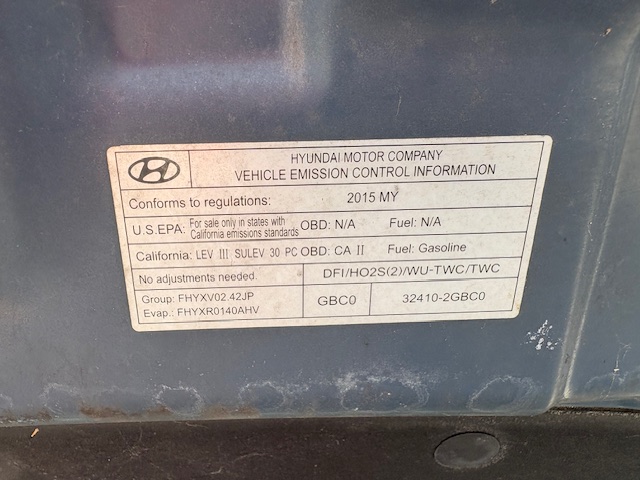 HYUNDAI MOTOR COMPANY
VEHICLE EMISSION CONTROL INFORMATION
Conforms to regulations: 2015 MY
U.S.EPA: For sale only in states with California emissions standards OBD: N/A Fuel: N/A
California: LEV III SULEV 30 PC OBD: CA II Fuel: Gasoline
No adjustments needed. DFI/HO2S(2)/WU-TWC/TWC
Group: FHYXV02.42JP GBC0 32410-2GBC0
Evap.: FHYXR0140AHV